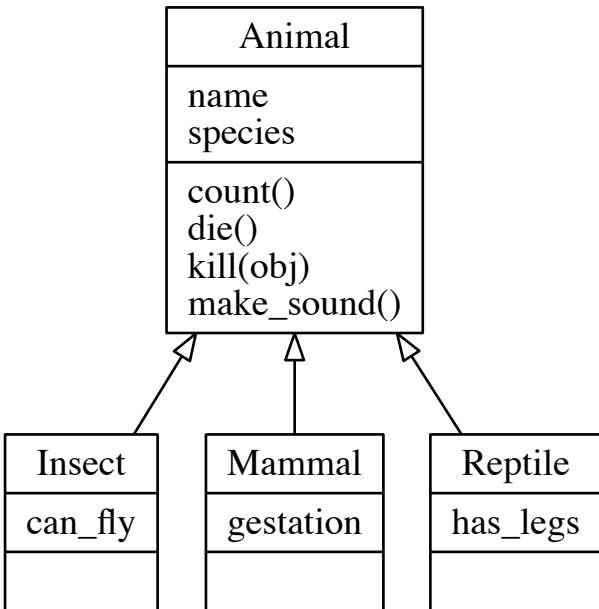 Animal
name
species
count()
die()
kill(obj)
make_sound()
Insect
can_fly
Mammal
gestation
Reptile
has_legs